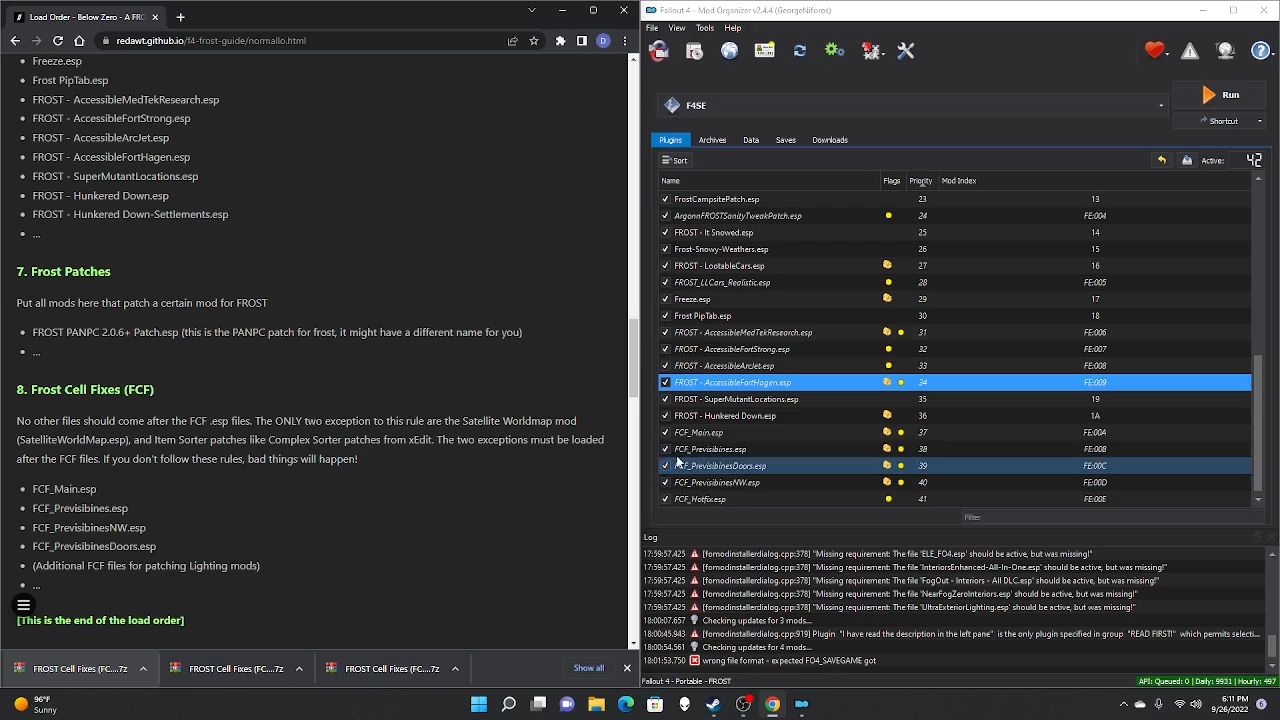 Load Order - Below Zero - A FRO
redawt.github.io/f4-frost-guide/normallo.html
D
Freeze.esp
Frost PipTab.esp
FROST - AccessibleMedTekResearch.esp
FROST - AccessibleFortStrong.esp
FROST - AccessibleArcJet.esp
FROST - AccessibleFortHagen.esp
FROST - SuperMutantLocations.esp
FROST - Hunkered Down.esp
FROST - Hunkered Down-Settlements.esp
...
7. Frost Patches
Put all mods here that patch a certain mod for FROST
FROST PANPC 2.0.6+ Patch.esp (this is the PANPC patch for frost, it might have a different name for you)
...
8. Frost Cell Fixes (FCF)
No other files should come after the FCF .esp files. The ONLY two exception to this rule are the Satellite Worldmap mod
(SatelliteWorldMap.esp), and Item Sorter patches like Complex Sorter patches from xEdit. The two exceptions must be loaded
after the FCF files. If you don't follow these rules, bad things will happen!
FCF_Main.esp
FCF_Previsibines.esp
FCF_PrevisibinesNW.esp
FCF_PrevisibinesDoors.esp
(Additional FCF files for patching Lighting mods)
...
[This is the end of the load order]
FROST Cell Fixes (FC....7z
FROST Cell Fixes (FC....7z
FROST Cell Fixes (FC....7z
Show all
Fallout 4 – Mod Organizer v2.4.4 (GeorgeNiforos)
File View Tools Help
F4SE
Run
Shortcut
Plugins Archives Data Saves Downloads
Sort
Active: 42
Name Flags Priority Mod Index
FrostCampsitePatch.esp 23 13
ArgonnFROSTSanityTweakPatch.esp 24 FE:004
FROST - It Snowed.esp 25 14
Frost-Snowy-Weathers.esp 26 15
FROST - LootableCars.esp 27 16
FROST_LLCars_Realistic.esp 28 FE:005
Freeze.esp 29 17
Frost PipTab.esp 30 18
FROST - AccessibleMedTekResearch.esp 31 FE:006
FROST - AccessibleFortStrong.esp 32 FE:007
FROST - AccessibleArcJet.esp 33 FE:008
FROST - AccessibleFortHagen.esp 34 FE:009
FROST - SuperMutantLocations.esp 35 19
FROST - Hunkered Down.esp 36 1A
FCF_Main.esp 37 FE:00A
FCF_Previsibines.esp 38 FE:00B
FCF_PrevisibinesDoors.esp 39 FE:00C
FCF_PrevisibinesNW.esp 40 FE:00D
FCF_Hotfix.esp 41 FE:00E
Filter
Log
17:59:57.425 [fomodinstallerdialog.cpp:378] "Missing requirement: The file 'ELE_FO4.esp' should be active, but was missing!"
17:59:57.425 [fomodinstallerdialog.cpp:378] "Missing requirement: The file 'InteriorsEnhanced-All-In-One.esp' should be active, but was missing!"
17:59:57.425 [fomodinstallerdialog.cpp:378] "Missing requirement: The file 'FogOut - Interiors - All DLC.esp' should be active, but was missing!"
17:59:57.425 [fomodinstallerdialog.cpp:378] "Missing requirement: The file 'NearFogZeroInteriors.esp' should be active, but was missing!"
17:59:57.425 [fomodinstallerdialog.cpp:378] "Missing requirement: The file 'UltraExteriorLighting.esp' should be active, but was missing!"
18:00:07.657 Checking updates for 3 mods...
18:00:45.943 [fomodinstallerdialog.cpp:919] Plugin "I have read the description in the left pane" is the only plugin specified in group "READ FIRST!" which permits selecti...
18:00:54.561 Checking updates for 4 mods...
18:01:53.750 wrong file format - expected FO4_SAVEGAME got
Fallout 4 - Portable - FROST
API: Queued: 0 | Daily: 9931 | Hourly: 497
96°F
Sunny
6:11 PM
9/26/2022